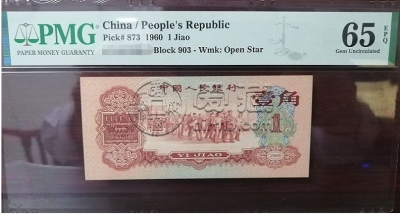 PMG
PAPER MONEY GUARANTY
China / People's Republic
Pick# 873 1960 1 Jiao
Block 903 - Wmk: Open Star
65 EPQ
Gem Uncirculated
中国人民银行
壹角
1
YI JIAO